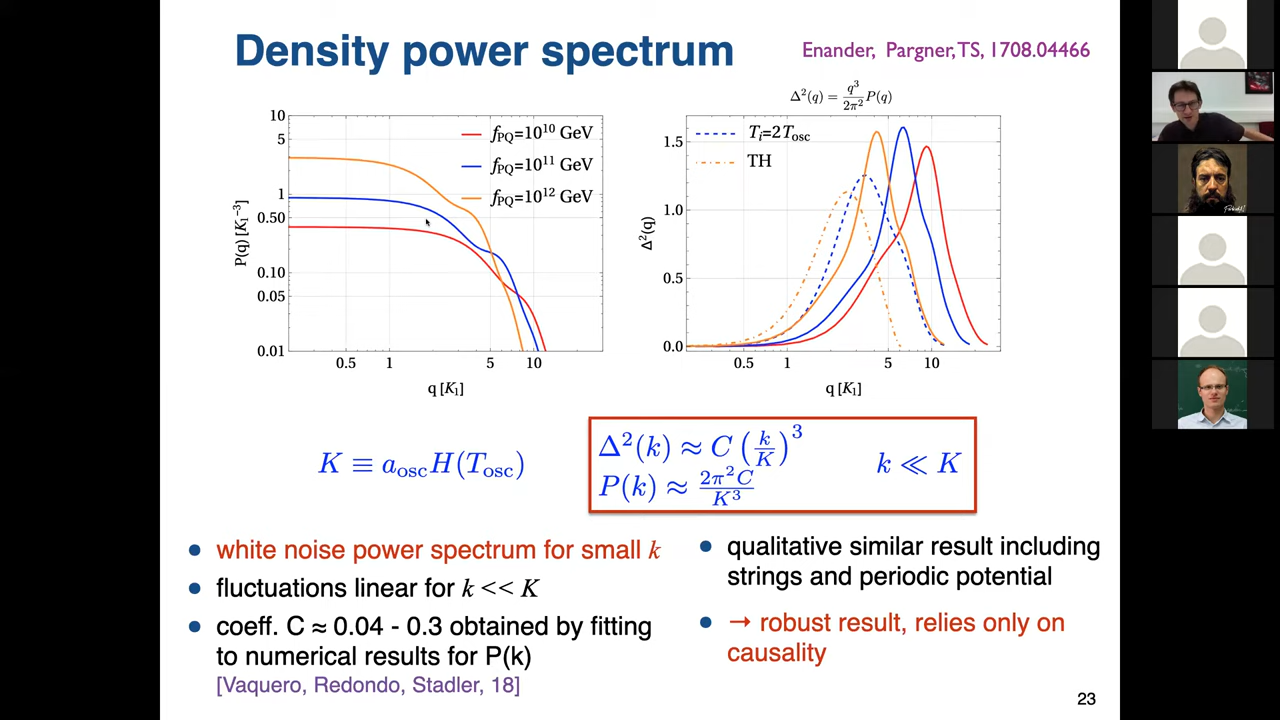 Density power spectrum
Enander, Pargner, TS, 1708.04466
Δ²(q) = q³/2π² P(q)
10
5
1
0.50
0.10
0.05
0.01
P(q) [K₁⁻³]
f_PQ=10¹⁰ GeV
f_PQ=10¹¹ GeV
f_PQ=10¹² GeV
0.5 1 5 10
q [K₁]
1.5
1.0
0.5
0.0
Δ²(q)
T_i=2T_osc
TH
0.5 1 5 10
q [K₁]
K ≡ a_osc H(T_osc)
Δ²(k) ≈ C (k/K)³
P(k) ≈ 2π²C/K³
k ≪ K
• white noise power spectrum for small k
• fluctuations linear for k << K
• coeff. C ≈ 0.04 - 0.3 obtained by fitting
to numerical results for P(k)
[Vaquero, Redondo, Stadler, 18]
• qualitative similar result including
strings and periodic potential
• → robust result, relies only on
causality
23